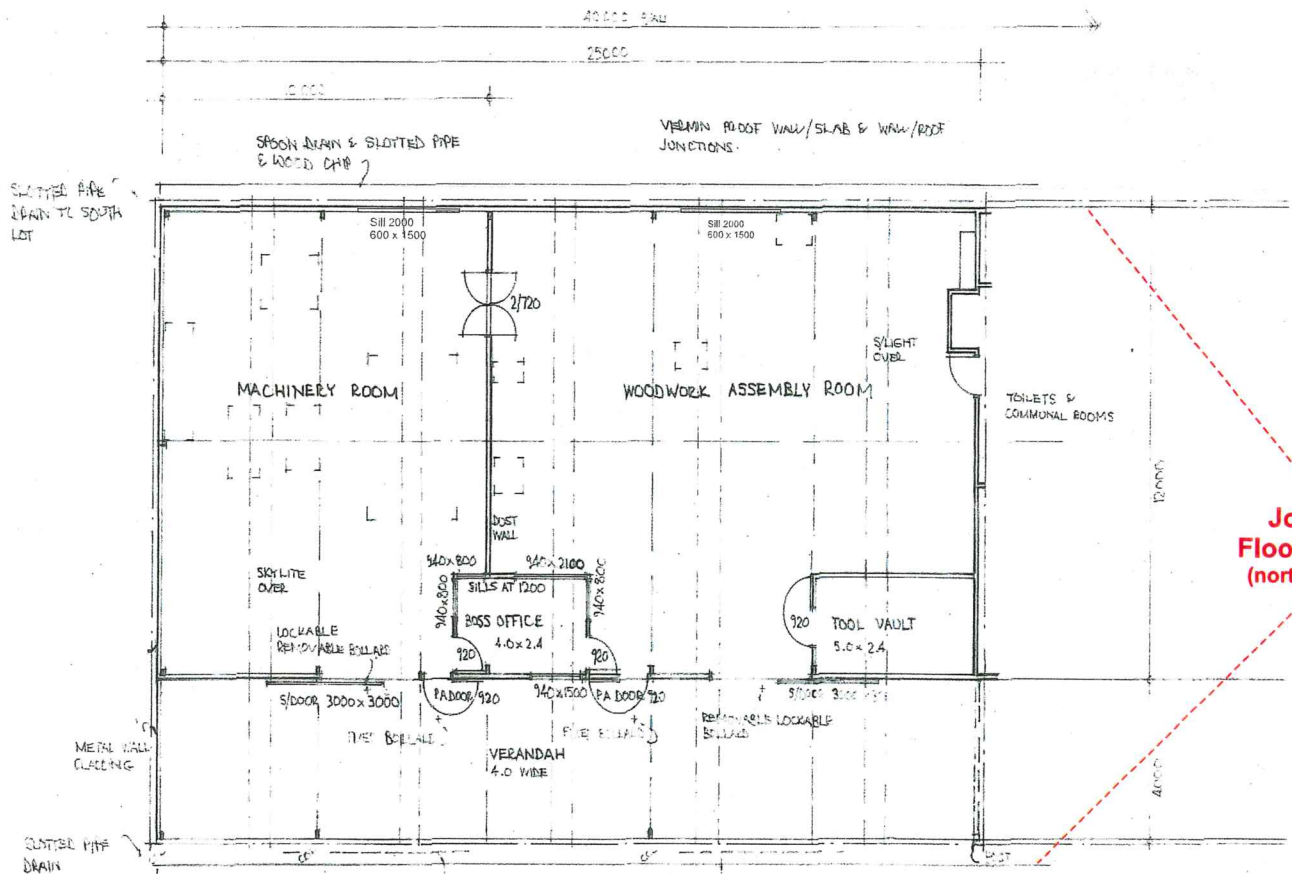 25000
10000
SPOON DRAIN & SLOTTED PIPE
& WOOD CHIP
VERMIN PROOF WALL/SLAB & WALL/ROOF
JUNCTIONS.
SLOTTED PIPE
DRAIN TO SOUTH
LOT
Sill 2000
600 x 1500
Sill 2000
600 x 1500
2/720
S/LIGHT
OVER
MACHINERY ROOM
WOODWORK ASSEMBLY ROOM
TOILETS &
COMMUNAL ROOMS
12000
Jo
Floo
(nort
DUST
WALL
SKYLITE
OVER
940x800
940x2100
SILLS AT 1200
940x800
940x800
BOSS OFFICE
4.0 x 2.4
920
920
920
TOOL VAULT
5.0 x 2.4
LOCKABLE
REMOVABLE BOLLARD
S/DOOR 3000x3000
PA DOOR 920
940x1500
PA DOOR 920
S/DOOR 3000
REMOVABLE LOCKABLE
BOLLARD
BOLLARD
BOLLARD
METAL WALL
CLADDING
VERANDAH
4.0 WIDE
4000
SLOTTED PIPE
DRAIN